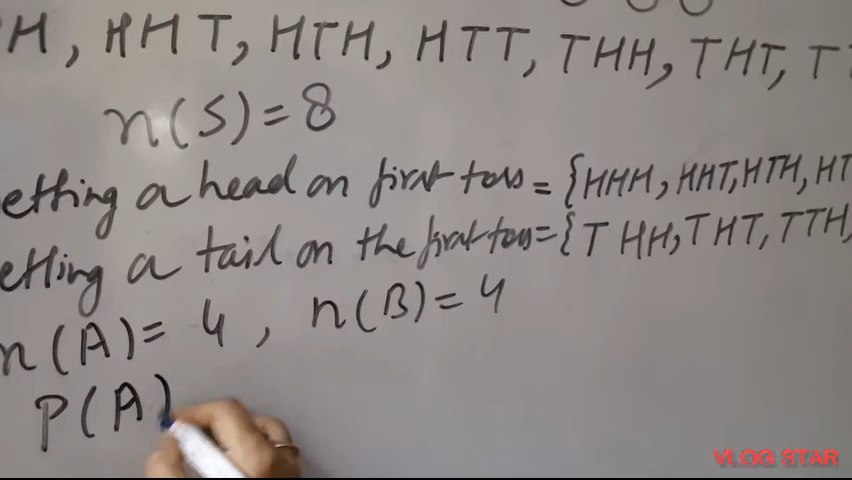 H, HHT, HTH, HTT, THH, THT, T
n(S)=8
etting a head on first toss = {HHH, HHT, HTH, HT
etting a tail on the first toss = {THH, THT, TTH,
n(A)= 4, n(B)= 4
P(A)
VLOG STAR